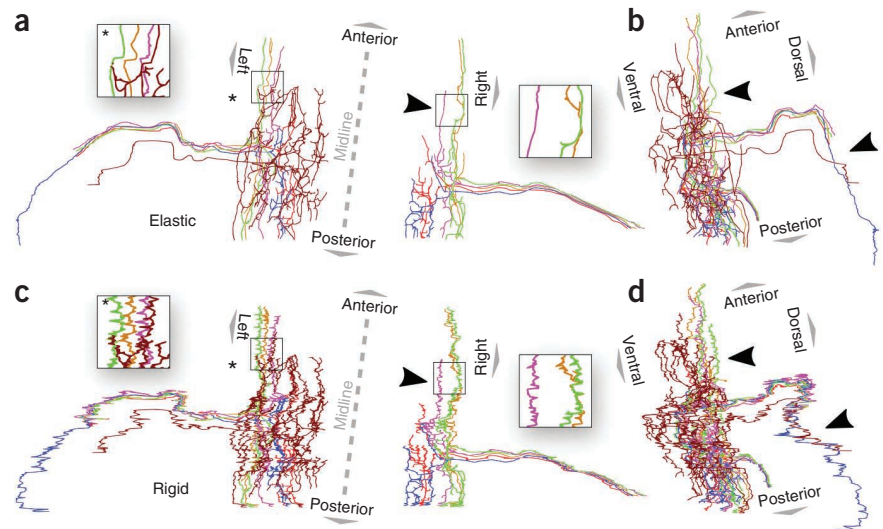 a
b
*
Left
Anterior
*
Midline
Posterior
Elastic
Right
Anterior
Dorsal
Ventral
Posterior
c
d
*
Left
Anterior
*
Midline
Posterior
Rigid
Right
Anterior
Dorsal
Ventral
Posterior